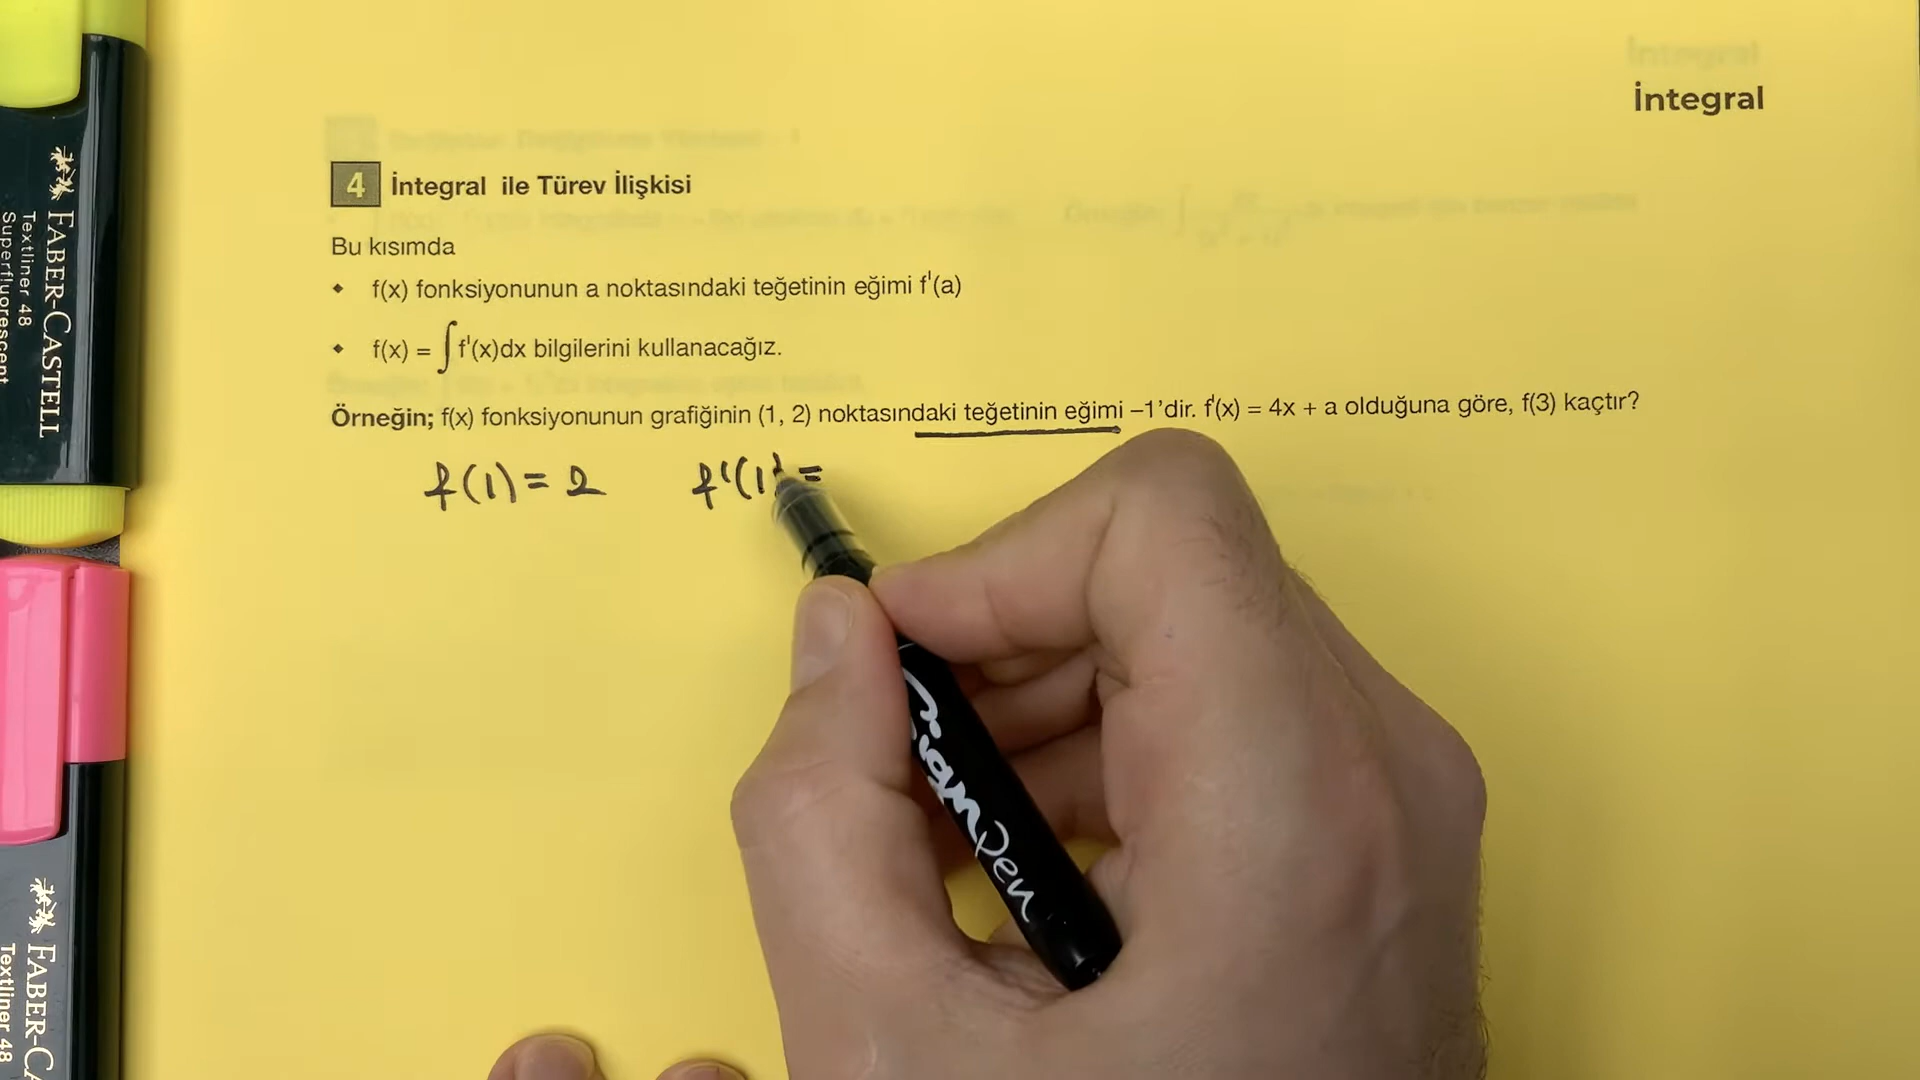 İntegral
4 İntegral ile Türev İlişkisi
Bu kısımda
◆ f(x) fonksiyonunun a noktasındaki teğetinin eğimi f'(a)
◆ f(x) = ∫f'(x)dx bilgilerini kullanacağız.
Örneğin; f(x) fonksiyonunun grafiğinin (1, 2) noktasındaki teğetinin eğimi –1'dir. f'(x) = 4x + a olduğuna göre, f(3) kaçtır?
f(1) = 2 f'(1) =
FABER-CASTELL
Textliner 48
Superfluorescent
FABER-CA
Textliner 48
Sign Pen